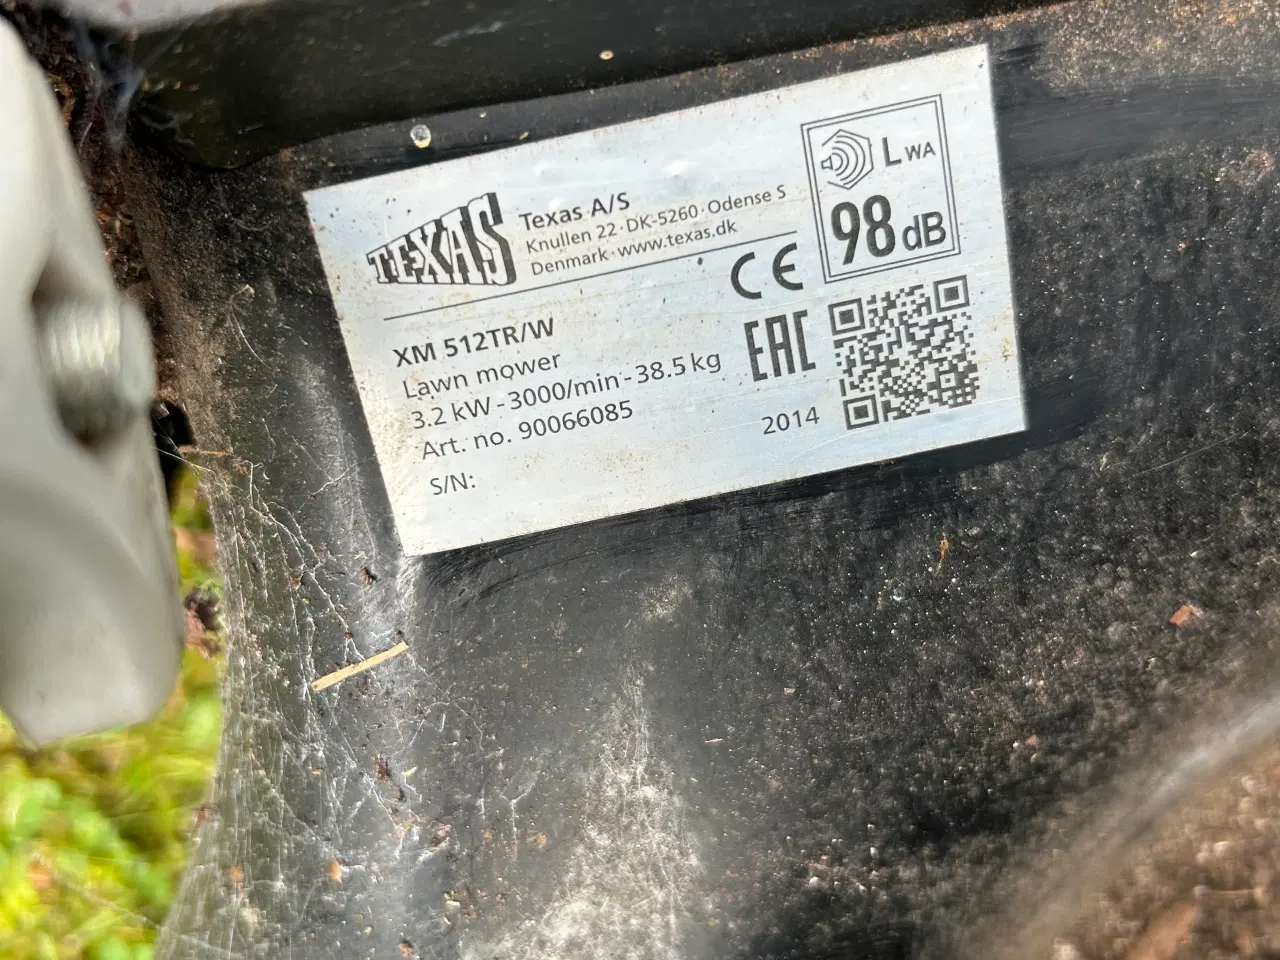 TEXAS
Texas A/S
Knullen 22 · DK-5260 · Odense S
Denmark · www.texas.dk
LWA
98 dB
CE
XM 512TR/W
Lawn mower
3.2 kW - 3000/min - 38.5 kg
Art. no. 90066085
S/N:
EAC
2014